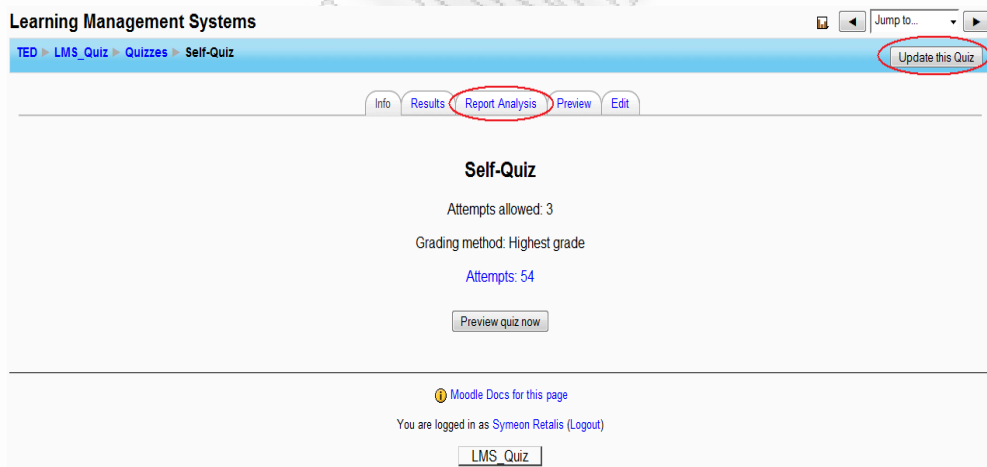 Learning Management Systems
Jump to...
TED ► LMS_Quiz ► Quizzes ► Self-Quiz
Update this Quiz
Info Results Report Analysis Preview Edit
Self-Quiz
Attempts allowed: 3
Grading method: Highest grade
Attempts: 54
Preview quiz now
Moodle Docs for this page
You are logged in as Symeon Retalis (Logout)
LMS_Quiz